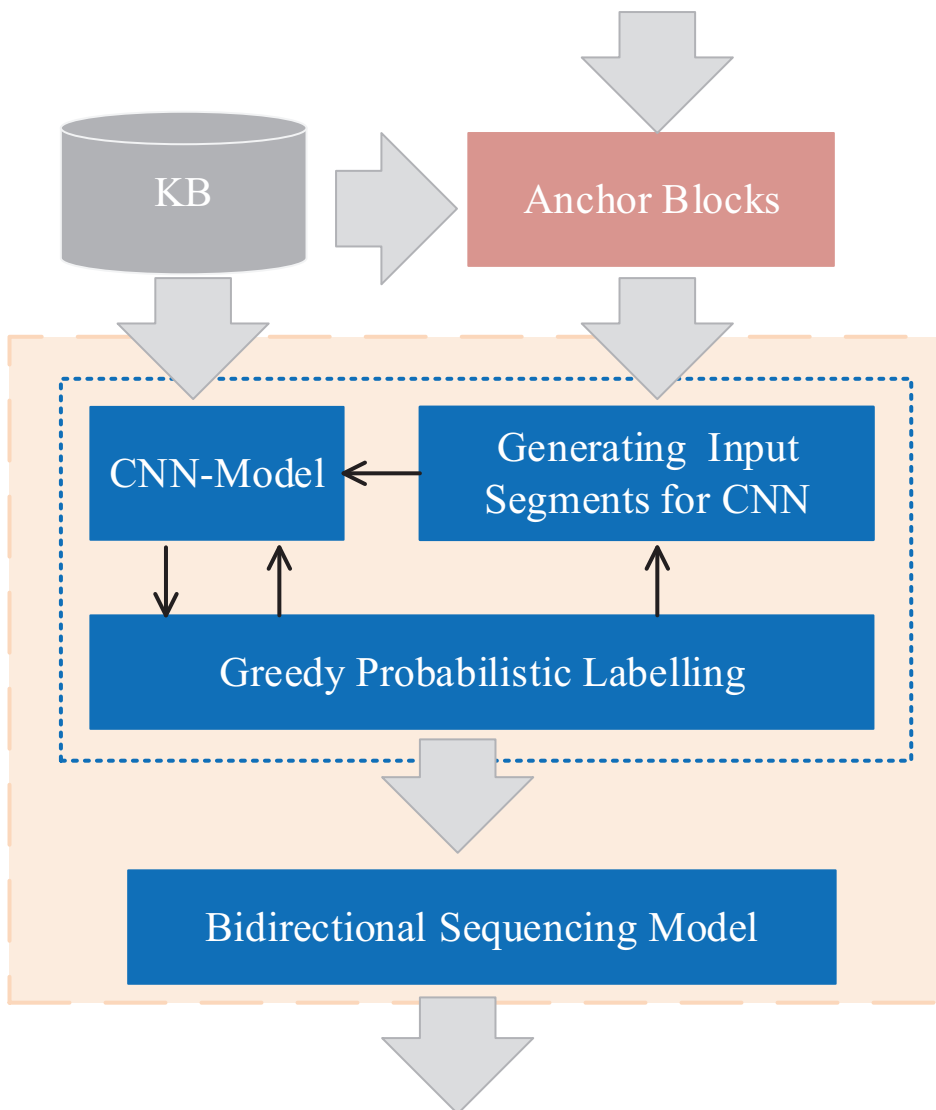 KB
Anchor Blocks
CNN-Model
Generating Input
Segments for CNN
Greedy Probabilistic Labelling
Bidirectional Sequencing Model